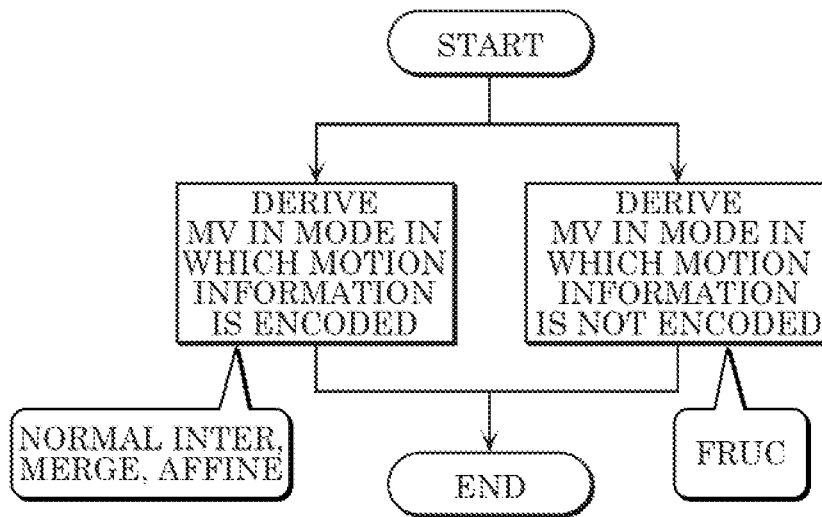 START
DERIVE
MV IN MODE IN
WHICH MOTION
INFORMATION
IS ENCODED
DERIVE
MV IN MODE IN
WHICH MOTION
INFORMATION
IS NOT ENCODED
NORMAL INTER,
MERGE, AFFINE
FRUC
END